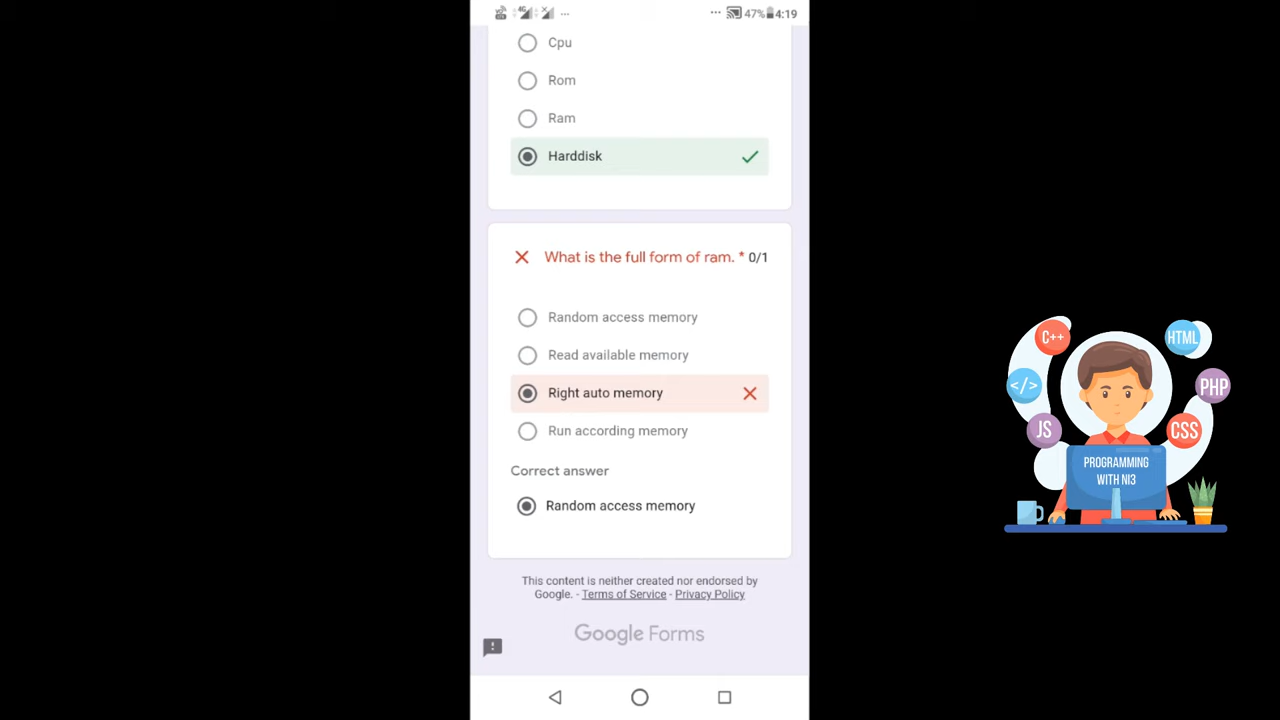 4G 47% 4:19
Cpu
Rom
Ram
Harddisk
What is the full form of ram. * 0/1
Random access memory
Read available memory
Right auto memory
Run according memory
Correct answer
Random access memory
This content is neither created nor endorsed by
Google. - Terms of Service - Privacy Policy
Google Forms
C++
HTML
</>
PHP
JS
CSS
PROGRAMMING
WITH NI3